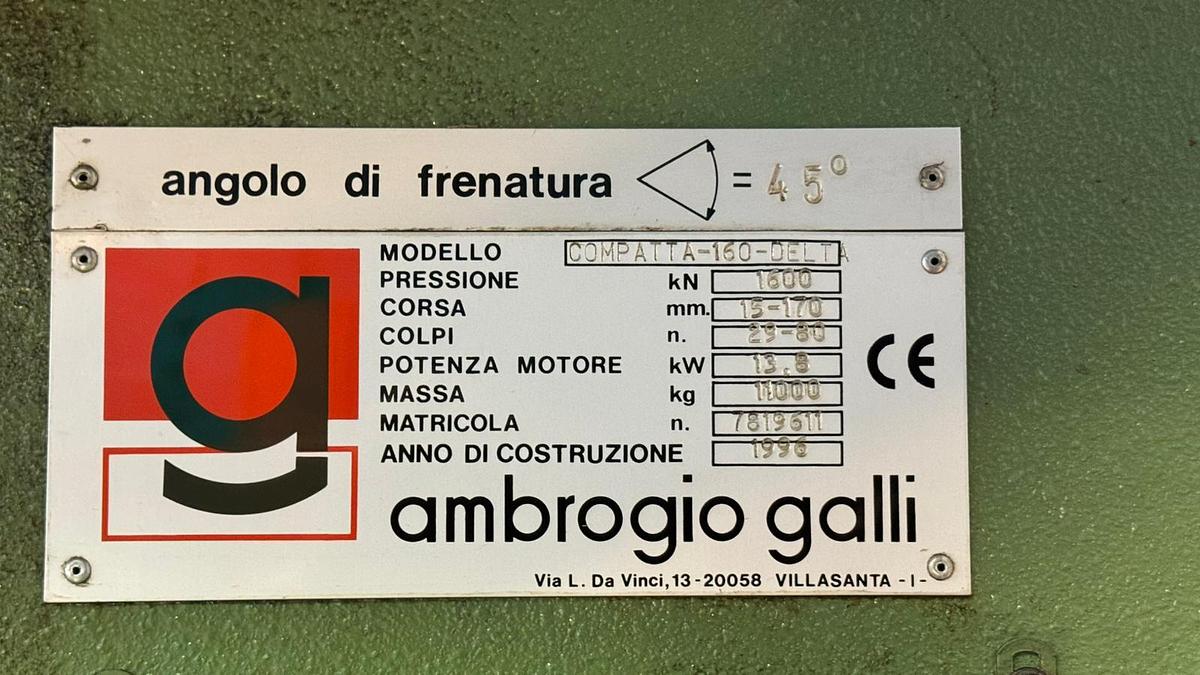 angolo di frenatura = 45°
MODELLO COMPATTA-160-DELTA
PRESSIONE kN 1600
CORSA mm. 15-170
COLPI n. 29-80
POTENZA MOTORE kW 13,8
MASSA kg 11000
MATRICOLA n. 7819611
ANNO DI COSTRUZIONE 1996
CE
g
ambrogio galli
Via L. Da Vinci, 13 - 20058 VILLASANTA - I -